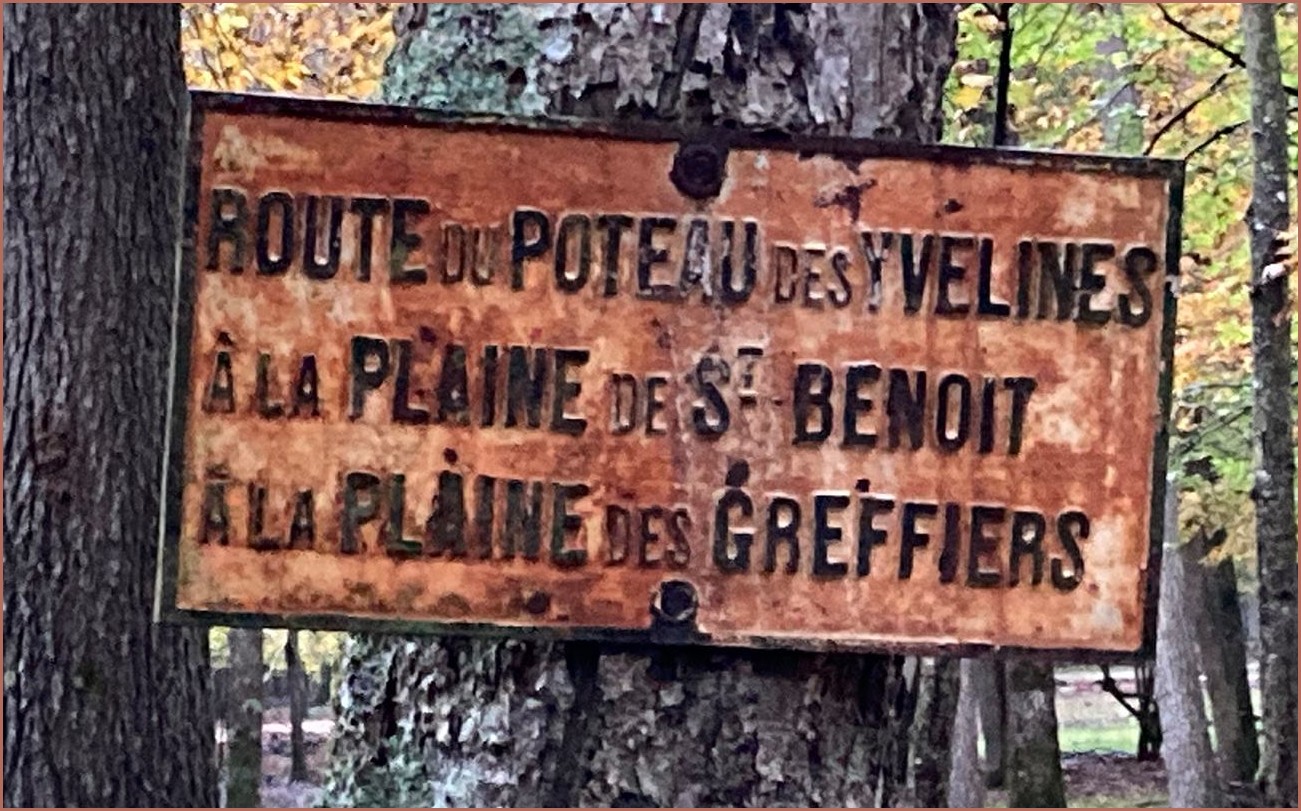 ROUTE DU POTEAU DES YVELINES
À LA PLAINE DE ST BENOIT
À LA PLAINE DES GREFFIERS